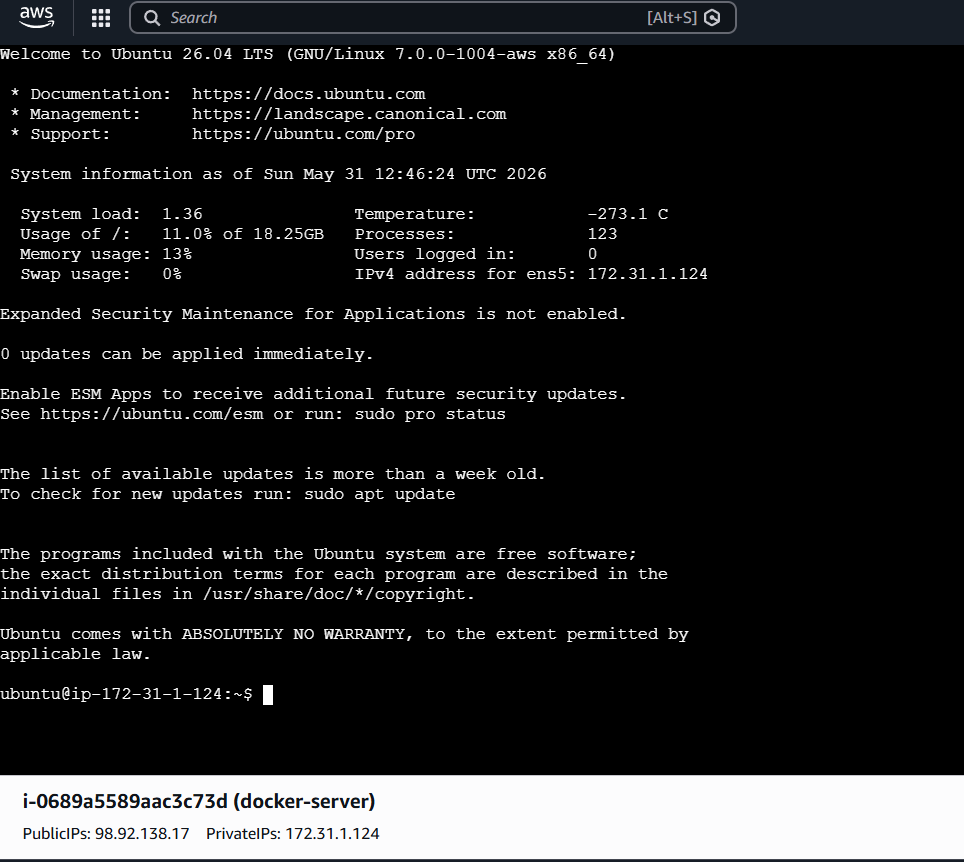 aws
Search [Alt+S]
Welcome to Ubuntu 26.04 LTS (GNU/Linux 7.0.0-1004-aws x86_64)
* Documentation: https://docs.ubuntu.com
* Management: https://landscape.canonical.com
* Support: https://ubuntu.com/pro
System information as of Sun May 31 12:46:24 UTC 2026
System load: 1.36 Temperature: -273.1 C
Usage of /: 11.0% of 18.25GB Processes: 123
Memory usage: 13% Users logged in: 0
Swap usage: 0% IPv4 address for ens5: 172.31.1.124
Expanded Security Maintenance for Applications is not enabled.
0 updates can be applied immediately.
Enable ESM Apps to receive additional future security updates.
See https://ubuntu.com/esm or run: sudo pro status
The list of available updates is more than a week old.
To check for new updates run: sudo apt update
The programs included with the Ubuntu system are free software;
the exact distribution terms for each program are described in the
individual files in /usr/share/doc/*/copyright.
Ubuntu comes with ABSOLUTELY NO WARRANTY, to the extent permitted by
applicable law.
ubuntu@ip-172-31-1-124:~$
i-0689a5589aac3c73d (docker-server)
PublicIPs: 98.92.138.17 PrivateIPs: 172.31.1.124